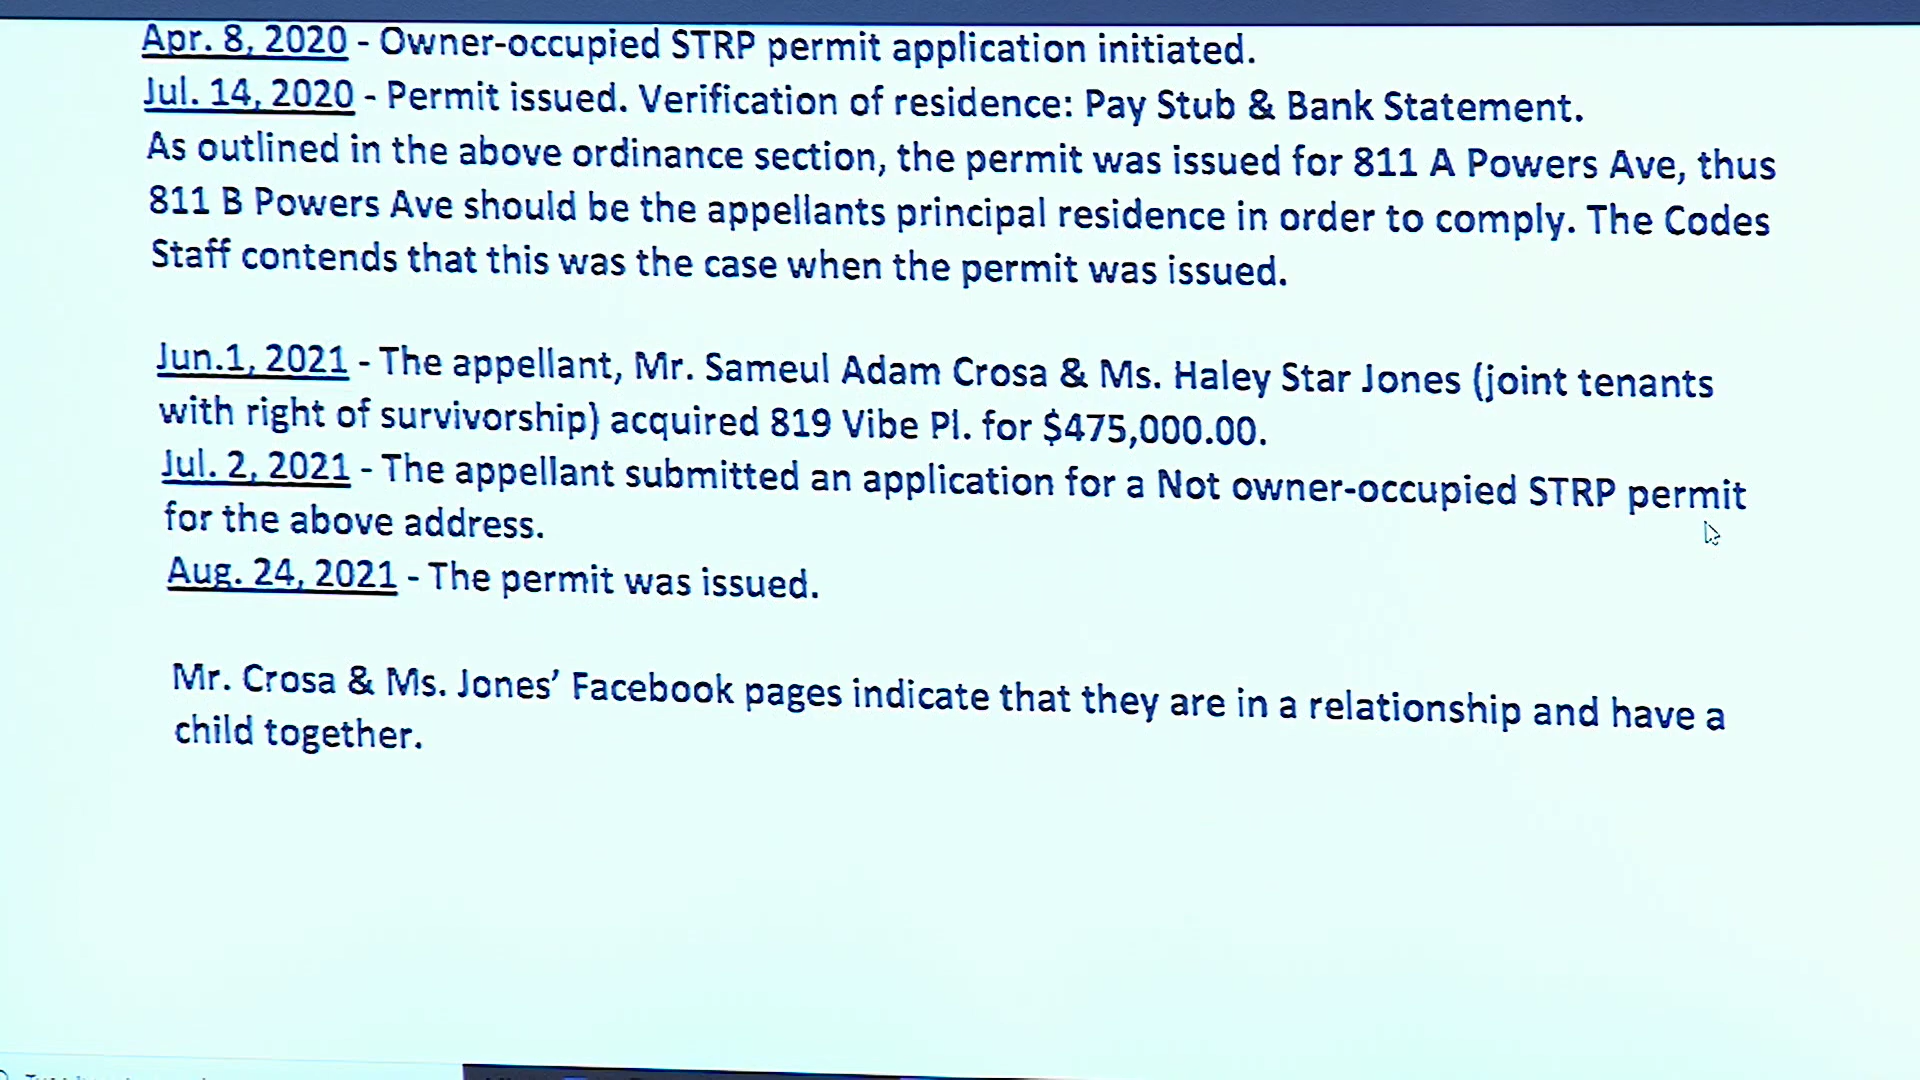 Apr. 8, 2020 - Owner-occupied STRP permit application initiated.
Jul. 14, 2020 - Permit issued. Verification of residence: Pay Stub & Bank Statement.
As outlined in the above ordinance section, the permit was issued for 811 A Powers Ave, thus
811 B Powers Ave should be the appellants principal residence in order to comply. The Codes
Staff contends that this was the case when the permit was issued.
Jun.1, 2021 - The appellant, Mr. Sameul Adam Crosa & Ms. Haley Star Jones (joint tenants
with right of survivorship) acquired 819 Vibe Pl. for $475,000.00.
Jul. 2, 2021 - The appellant submitted an application for a Not owner-occupied STRP permit
for the above address.
Aug. 24, 2021 - The permit was issued.
Mr. Crosa & Ms. Jones’ Facebook pages indicate that they are in a relationship and have a
child together.